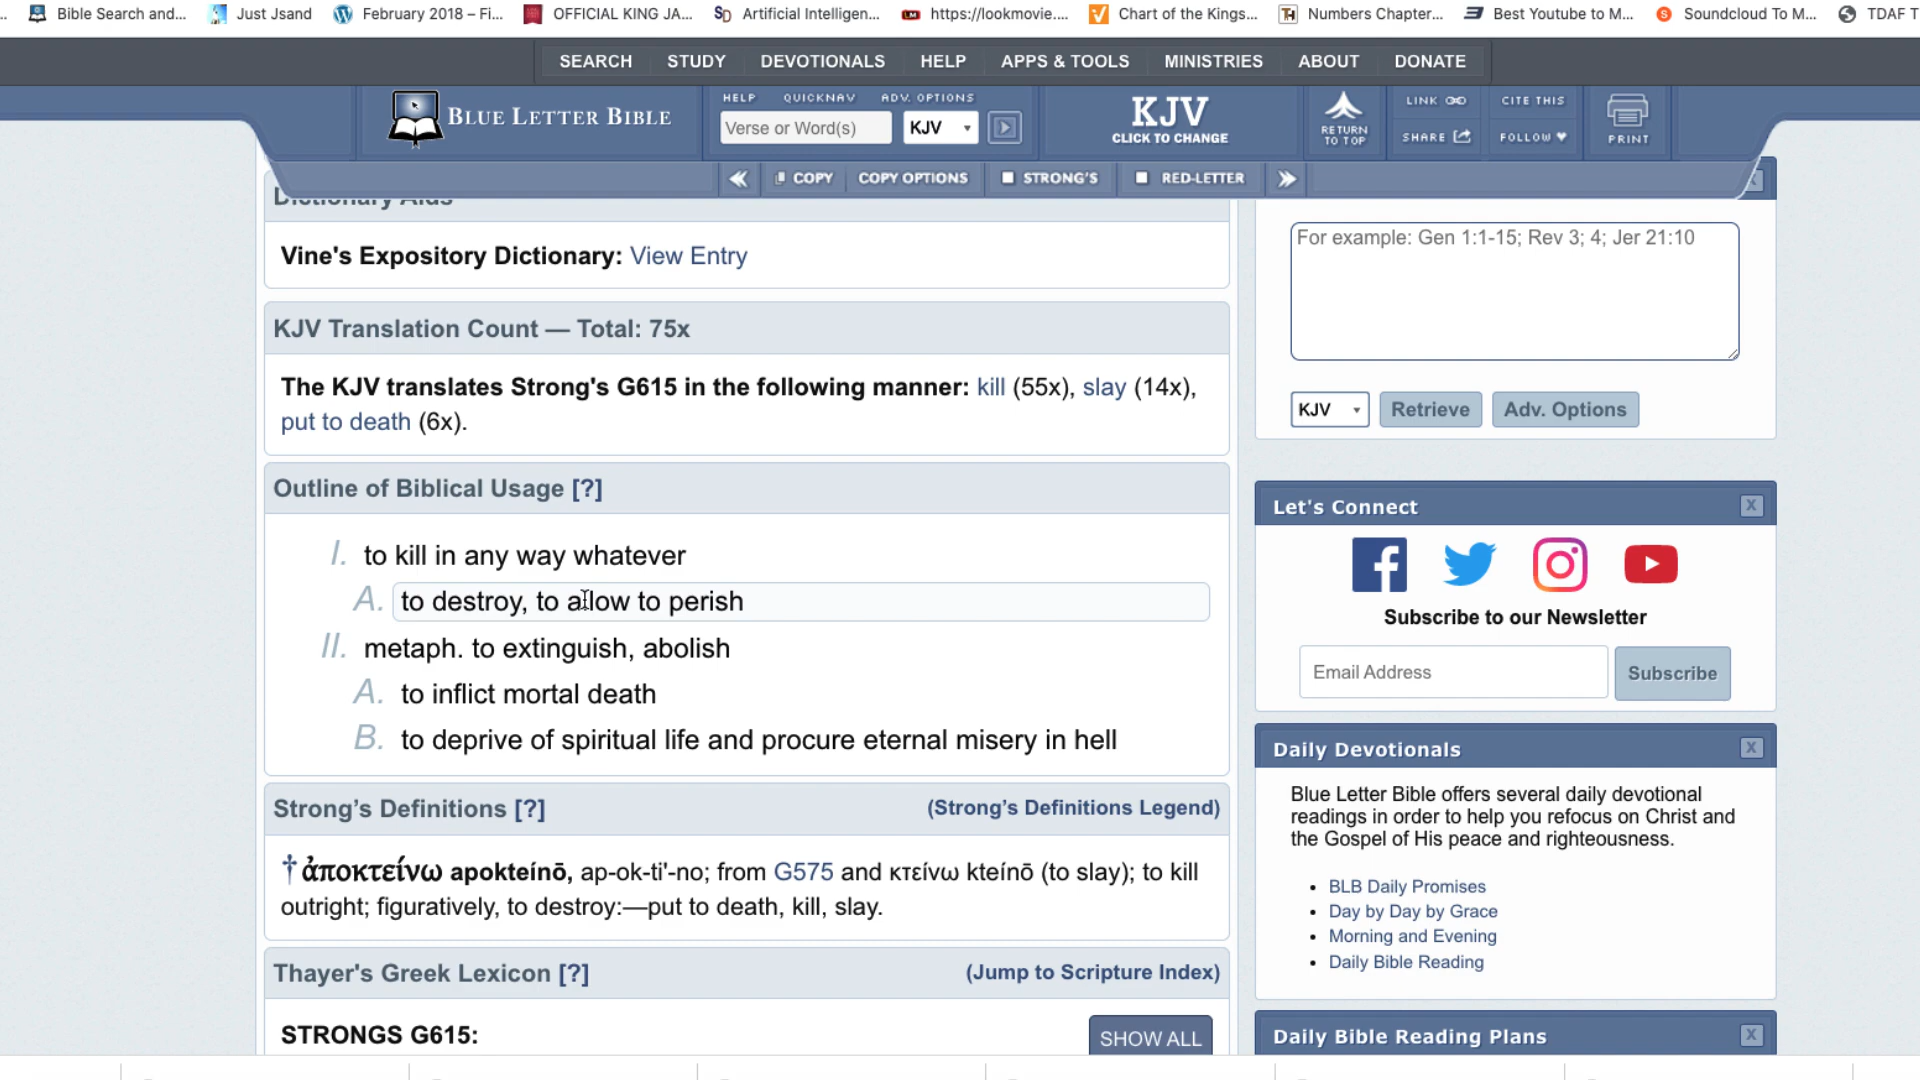 Bible Search and... Just Jsand February 2018 – Fi... OFFICIAL KING JA... SD Artificial Intelligen... LM https://lookmovie.... Chart of the Kings... TH Numbers Chapter... Best Youtube to M... Soundcloud To M... TDAF T
SEARCH STUDY DEVOTIONALS HELP APPS & TOOLS MINISTRIES ABOUT DONATE
HELP QUICKNAV ADV. OPTIONS
BLUE LETTER BIBLE Verse or Word(s) KJV
KJV
CLICK TO CHANGE
RETURN
TO TOP
LINK CITE THIS
SHARE FOLLOW
PRINT
COPY COPY OPTIONS STRONG'S RED-LETTER
Dictionary Aids
Vine's Expository Dictionary: View Entry
KJV Translation Count — Total: 75x
The KJV translates Strong's G615 in the following manner: kill (55x), slay (14x),
put to death (6x).
Outline of Biblical Usage [?]
I. to kill in any way whatever
A. to destroy, to allow to perish
II. metaph. to extinguish, abolish
A. to inflict mortal death
B. to deprive of spiritual life and procure eternal misery in hell
Strong’s Definitions [?] (Strong’s Definitions Legend)
†ἀποκτείνω apokteínō, ap-ok-ti'-no; from G575 and κτείνω kteínō (to slay); to kill
outright; figuratively, to destroy:—put to death, kill, slay.
Thayer's Greek Lexicon [?] (Jump to Scripture Index)
STRONGS G615: SHOW ALL
X
For example: Gen 1:1-15; Rev 3; 4; Jer 21:10
KJV Retrieve Adv. Options
Let's Connect X
Subscribe to our Newsletter
Email Address Subscribe
Daily Devotionals X
Blue Letter Bible offers several daily devotional
readings in order to help you refocus on Christ and
the Gospel of His peace and righteousness.
• BLB Daily Promises
• Day by Day by Grace
• Morning and Evening
• Daily Bible Reading
Daily Bible Reading Plans X